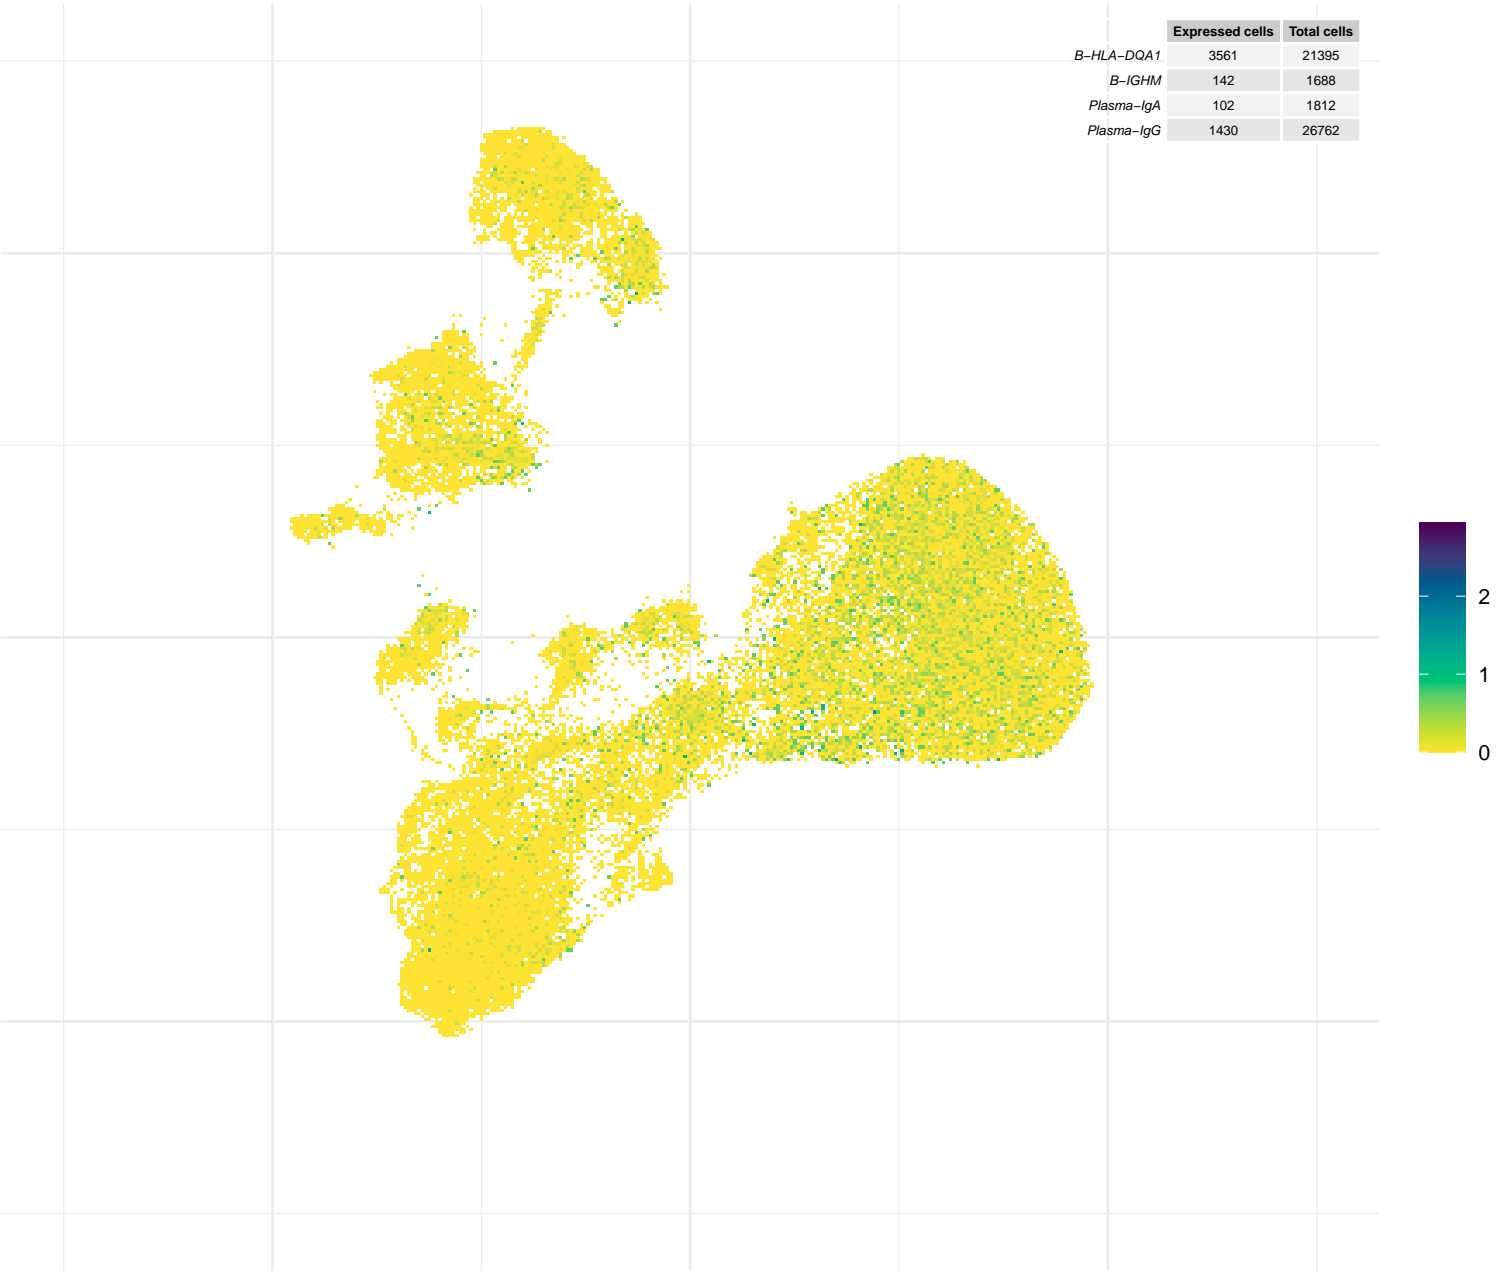 Expressed cells Total cells
B−HLA−DQA1 3561 21395
B−IGHM 142 1688
Plasma−IgA 102 1812
Plasma−IgG 1430 26762
2
1
0